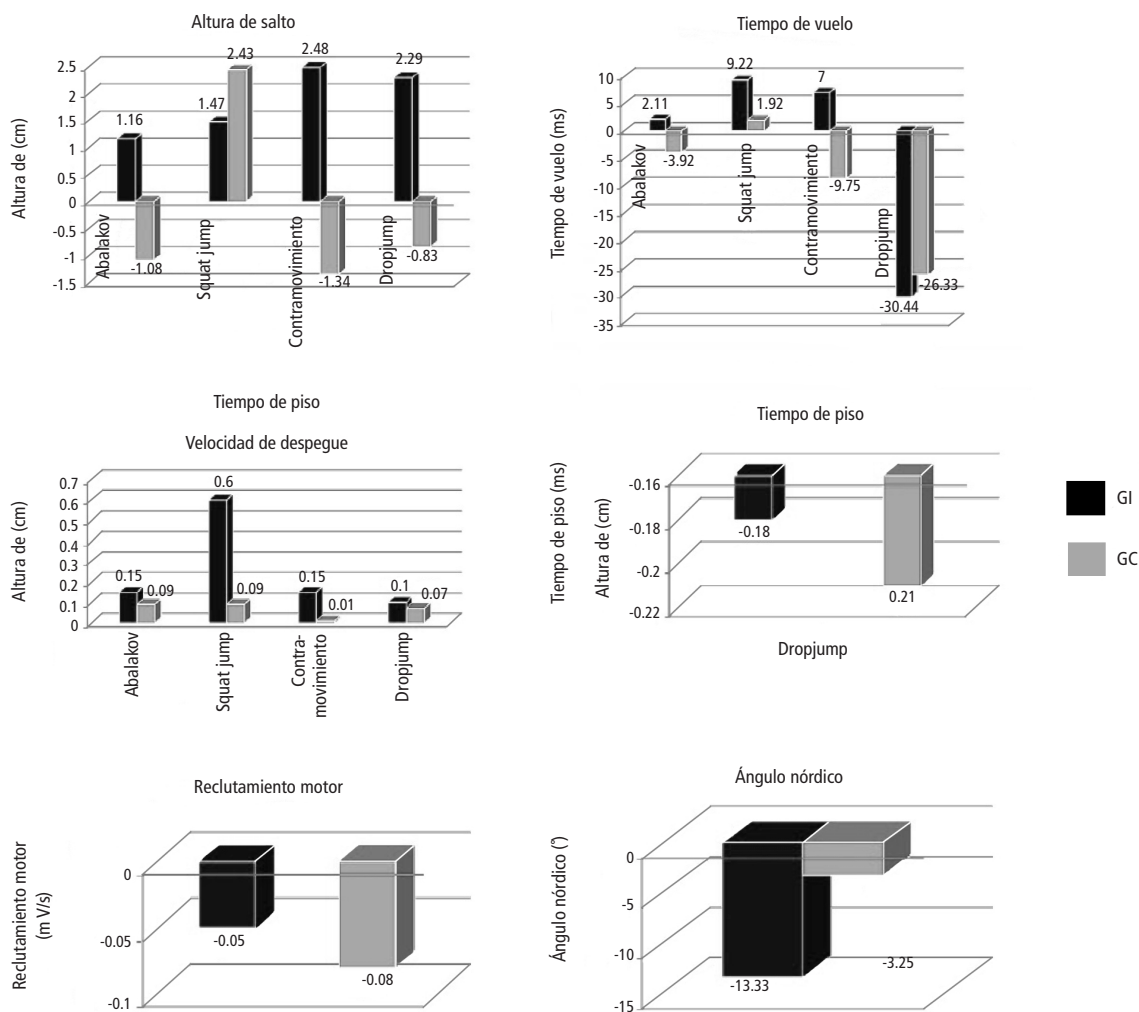 Altura de salto
Altura de (cm)
2.5
2
1.5
1
0.5
0
-0.5
-1
-1.5
1.16
-1.08
1.47
2.43
2.48
-1.34
2.29
-0.83
Abalakov
Squat jump
Contramovimiento
Dropjump
Tiempo de vuelo
Tiempo de vuelo (ms)
10
5
0
-5
-10
-15
-20
-25
-30
-35
2.11
-3.92
9.22
1.92
7
-9.75
-30.44
-26.33
Abalakov
Squat jump
Contramovimiento
Dropjump
Tiempo de piso
Velocidad de despegue
Altura de (cm)
0.7
0.6
0.5
0.4
0.3
0.2
0.1
0
0.15
0.09
0.6
0.09
0.15
0.01
0.1
0.07
Abalakov
Squat jump
Contra-
movimiento
Dropjump
Tiempo de piso
Tiempo de piso (ms)
Altura de (cm)
-0.16
-0.18
-0.2
-0.22
-0.18
0.21
Dropjump
GI
GC
Reclutamiento motor
Reclutamiento motor
(m V/s)
0
-0.05
-0.1
-0.05
-0.08
Ángulo nórdico
Ángulo nórdico (°)
0
-5
-10
-15
-13.33
-3.25